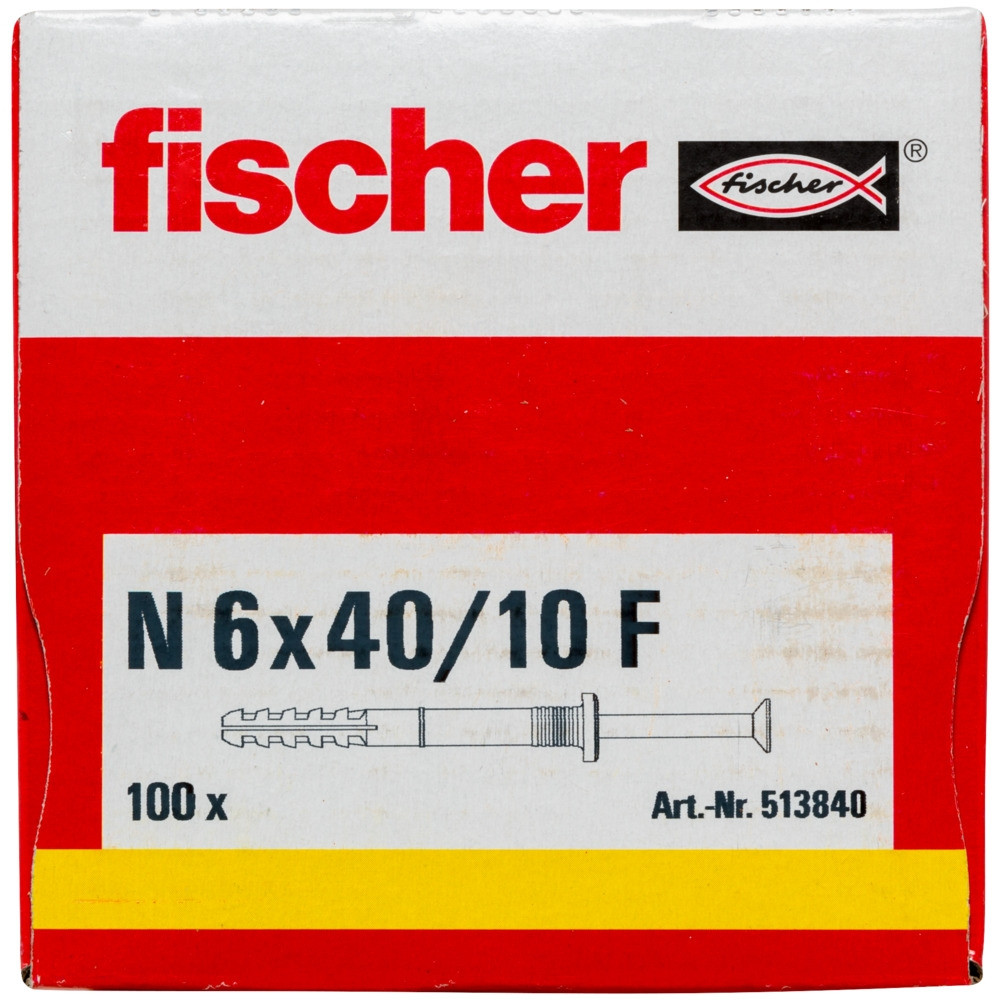 fischer fischer ®
N 6x40/10 F
100 x Art.-Nr. 513840